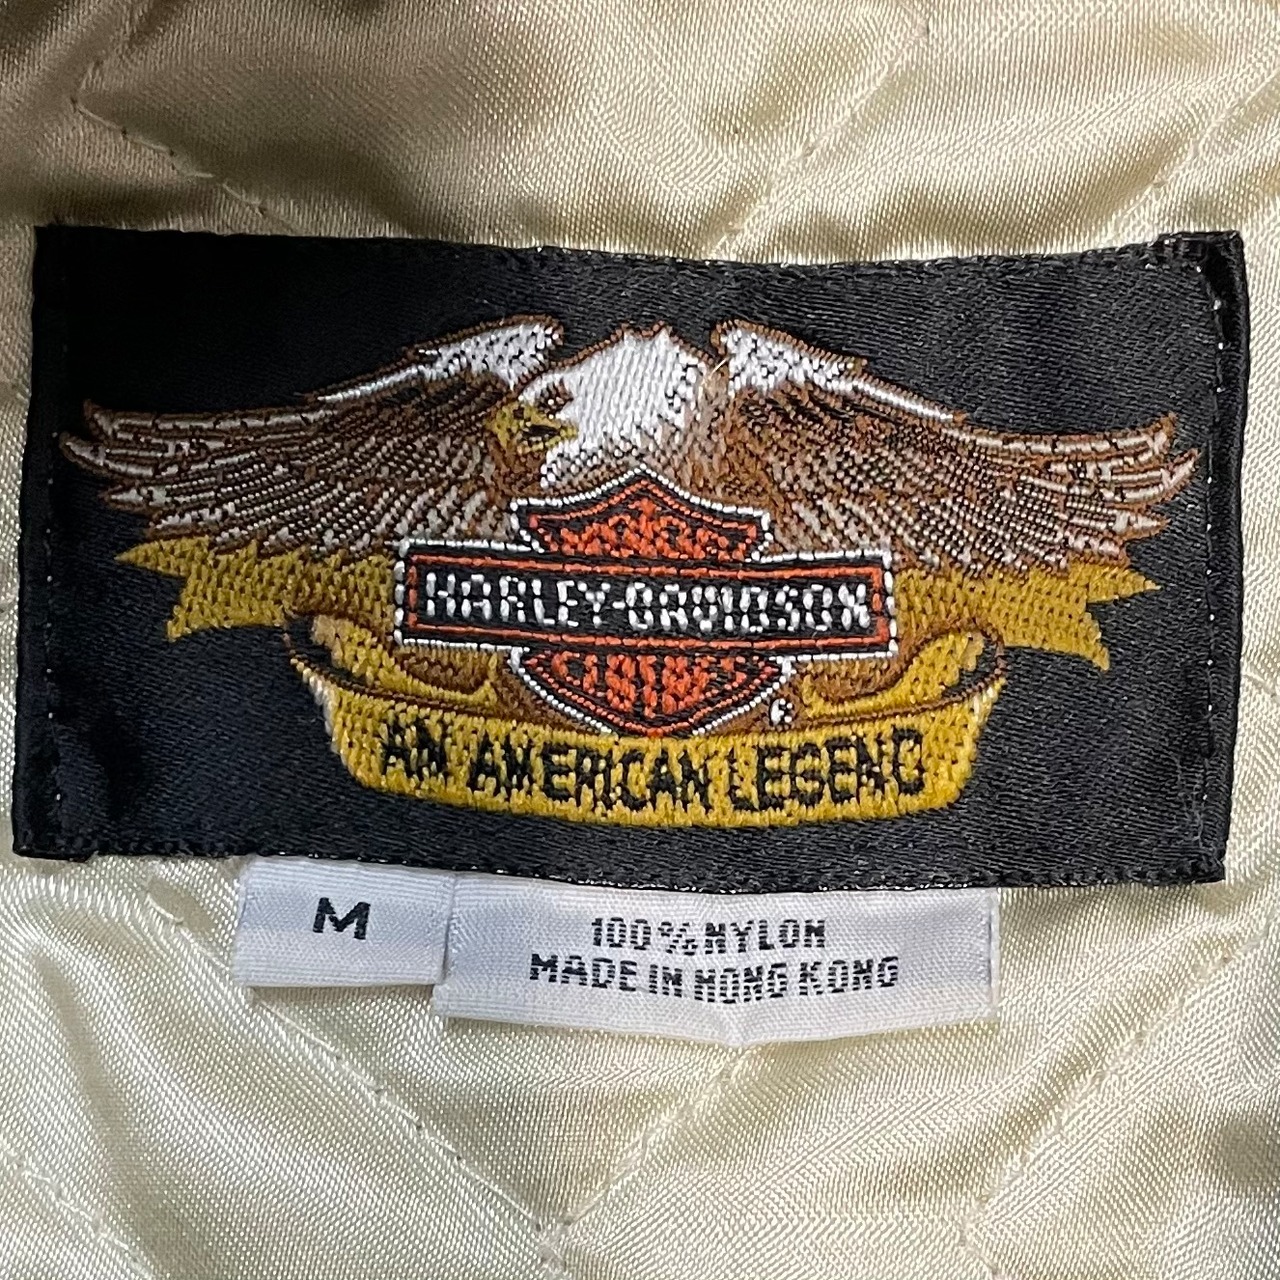 HARLEY-DAVIDSON
®
AN AMERICAN LEGEND
M
100% NYLON
MADE IN HONG KONG